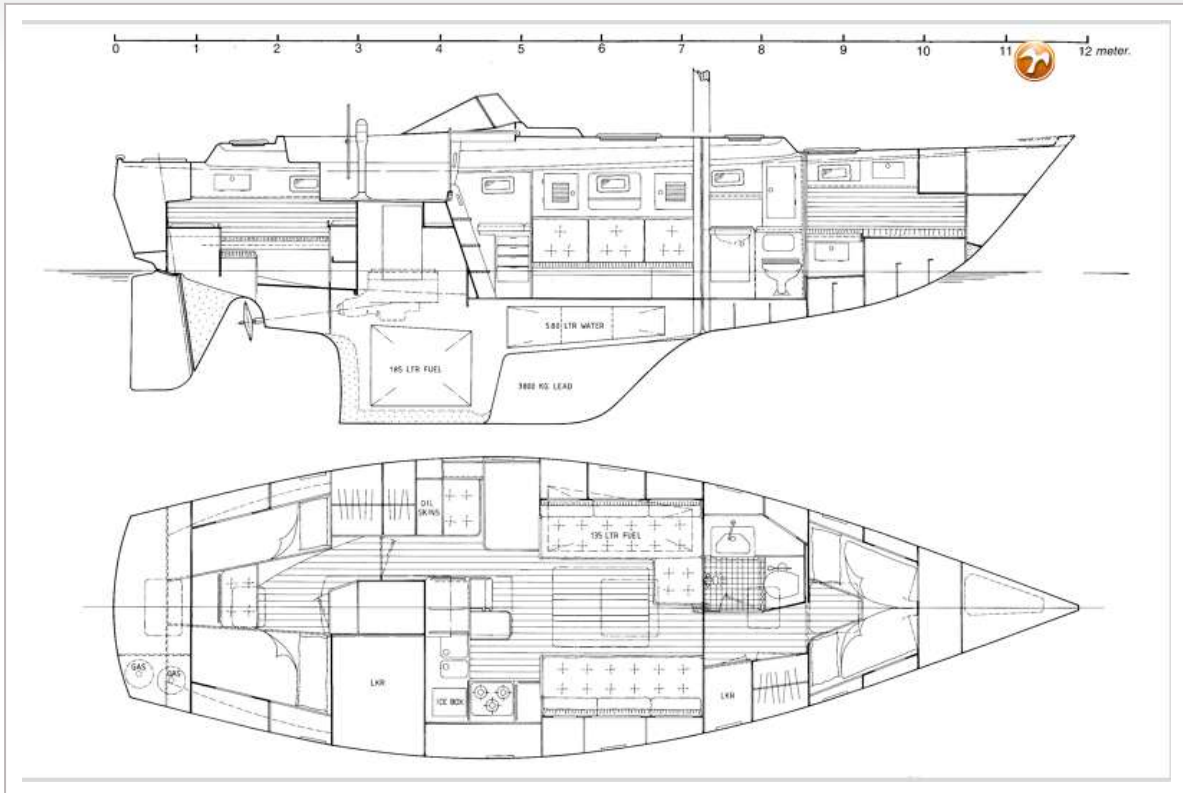 0 1 2 3 4 5 6 7 8 9 10 11 12 meter.
580 LTR WATER
185 LTR FUEL
3800 KG LEAD
OIL
SKINS
135 LTR FUEL
GAS
GAS
LKR
ICE BOX
LKR